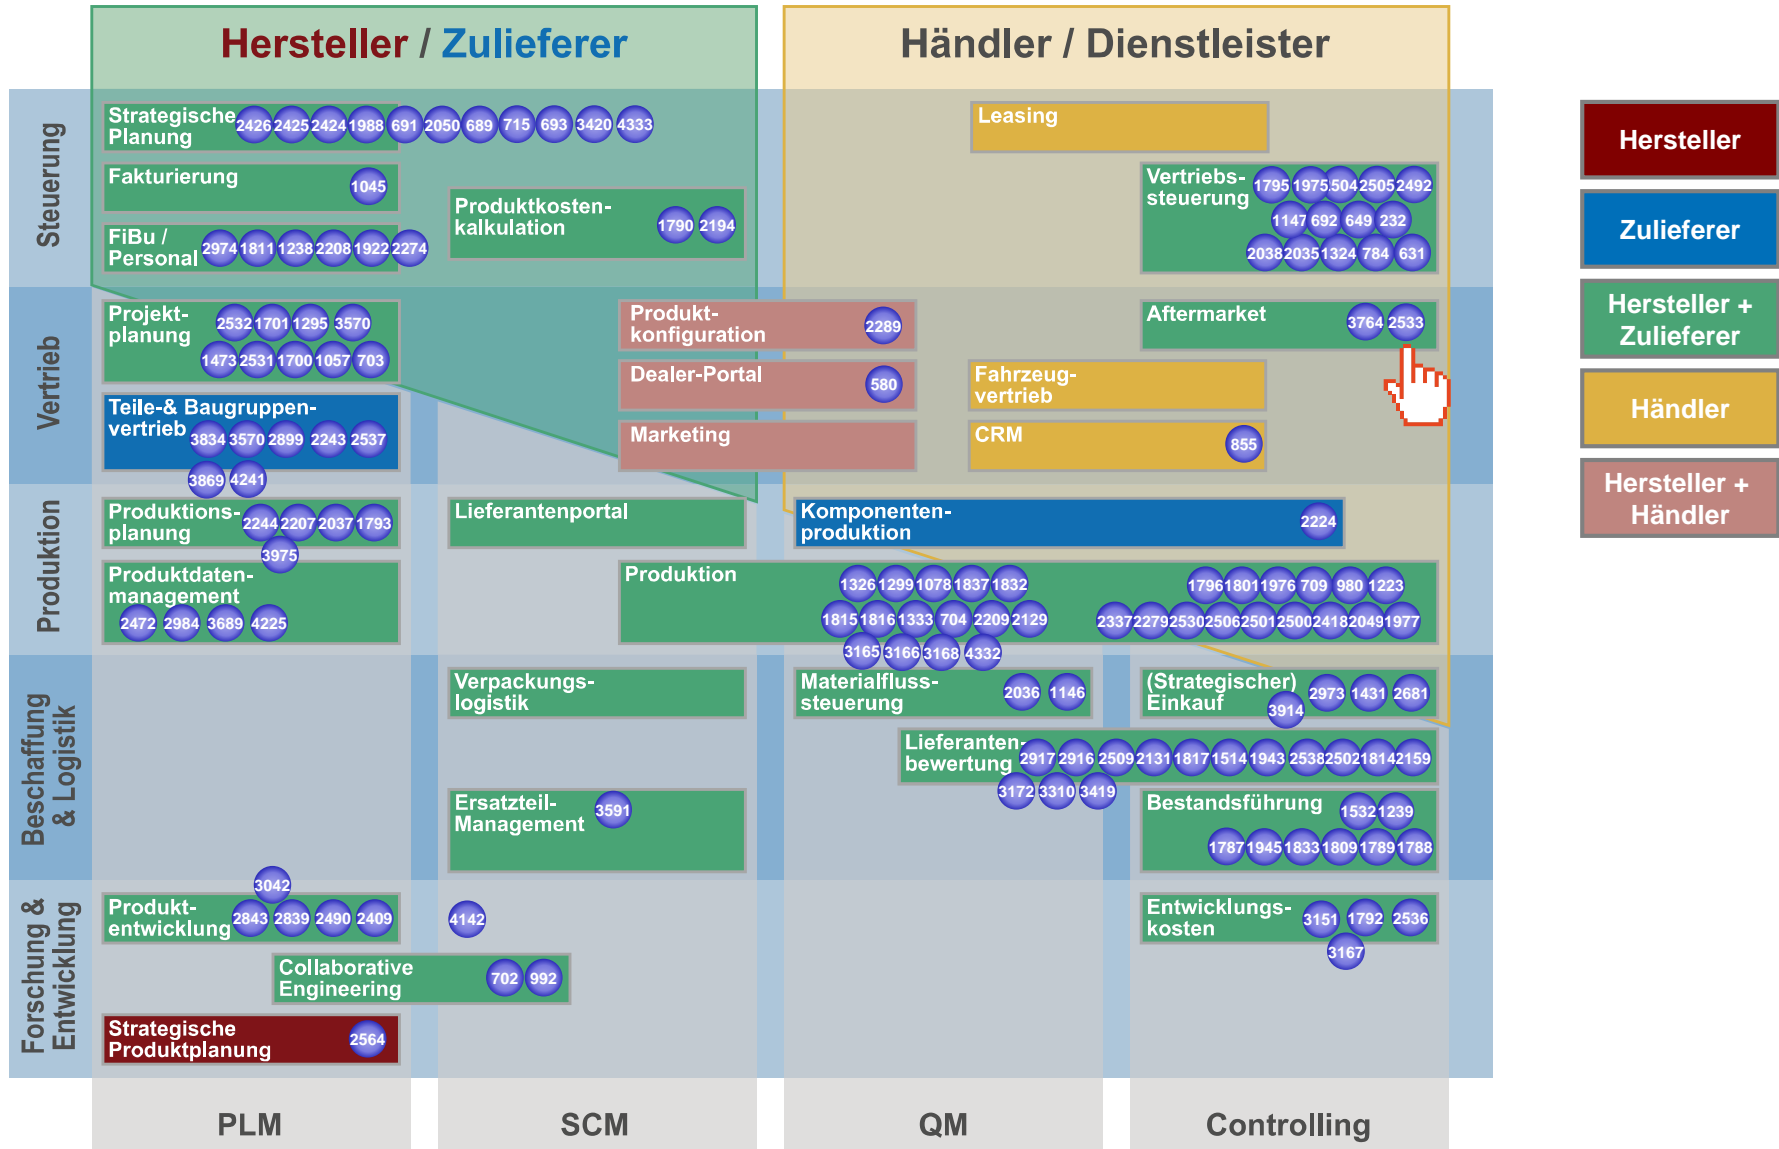 Hersteller / Zulieferer
Händler / Dienstleister
Steuerung
Strategische
Planung
2426 2425 2424 1988 691 2050 689 715 693 3420 4333
Leasing
Fakturierung
1045
Produktkosten-
kalkulation
1790 2194
Vertriebs-
steuerung
1795 1975 2504 2505 2492
1147 692 649 232
2038 2035 1324 784 631
FiBu /
Personal
2974 1811 1238 2208 1922 2274
Vertrieb
Projekt-
planung
2532 1701 1295 3570
1473 2531 1700 1057 703
Produkt-
konfiguration
2289
Aftermarket
3764 2533
Dealer-Portal
580
Fahrzeug-
vertrieb
Teile-& Baugruppen-
vertrieb
3834 3570 2899 2243 2537
3869 4241
Marketing
CRM
855
Produktion
Produktions-
planung
2244 2207 2037 1793
3975
Lieferantenportal
Komponenten-
produktion
2224
Produktdaten-
management
2472 2984 3689 4225
Produktion
1326 1299 1078 1837 1832
1815 1816 1333 704 2209 2129
3165 3166 3168 4332
1796 1801 1976 709 980 1223
2337 2279 2530 2506 2501 2500 2418 2049 1977
Beschaffung
& Logistik
Verpackungs-
logistik
Materialfluss-
steuerung
2036 1146
(Strategischer)
Einkauf
2973 1431 2681
3914
Lieferanten-
bewertung
2917 2916 2509 2131 1817 1514 1943 2538 2502 1814 2159
3172 3310 3419
Ersatzteil-
Management
3591
Bestandsführung
1532 1239
1787 1945 1833 1809 1789 1788
Forschung &
Entwicklung
3042
Produkt-
entwicklung
2843 2839 2490 2409
4142
Entwicklungs-
kosten
3151 1792 2536
3167
Collaborative
Engineering
702 992
Strategische
Produktplanung
2564
PLM
SCM
QM
Controlling
Hersteller
Zulieferer
Hersteller +
Zulieferer
Händler
Hersteller +
Händler